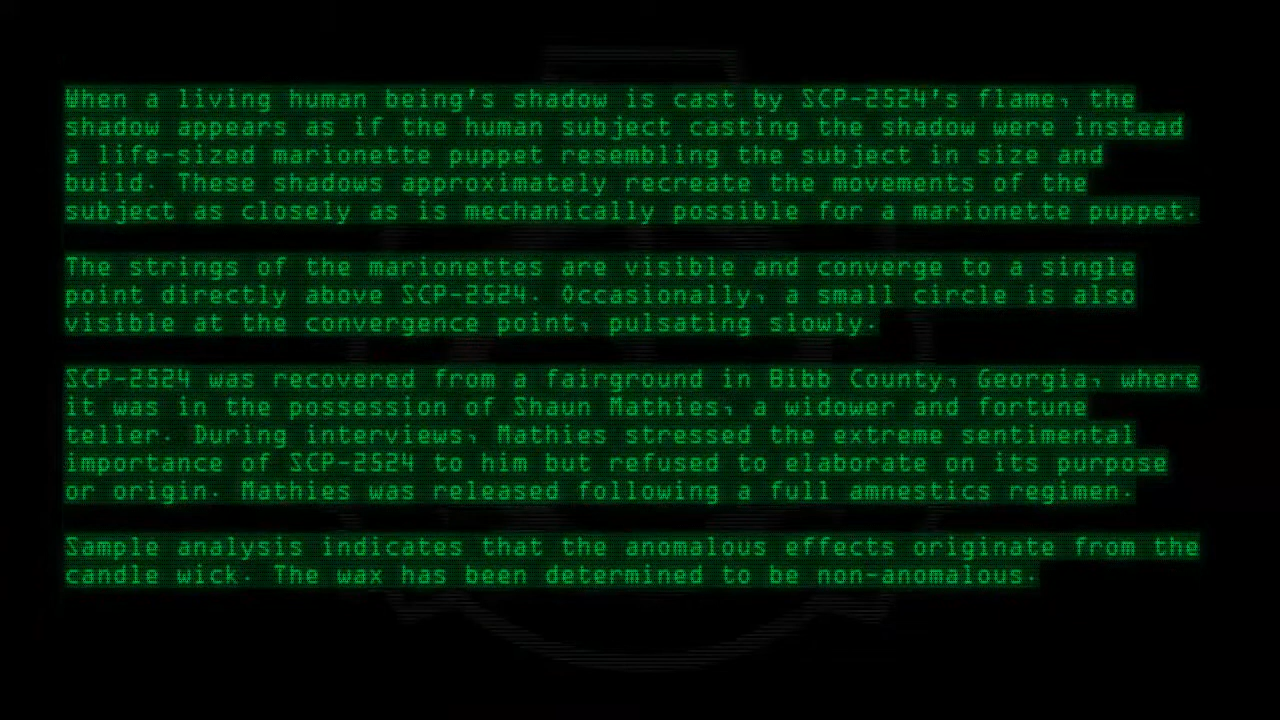 When a living human being's shadow is cast by SCP-2524's flame, the
shadow appears as if the human subject casting the shadow were instead
a life-sized marionette puppet resembling the subject in size and
build. These shadows approximately recreate the movements of the
subject as closely as is mechanically possible for a marionette puppet.
The strings of the marionettes are visible and converge to a single
point directly above SCP-2524. Occasionally, a small circle is also
visible at the convergence point, pulsating slowly.
SCP-2524 was recovered from a fairground in Bibb County, Georgia, where
it was in the possession of Shaun Mathies, a widower and fortune
teller. During interviews, Mathies stressed the extreme sentimental
importance of SCP-2524 to him but refused to elaborate on its purpose
or origin. Mathies was released following a full amnestics regimen.
Sample analysis indicates that the anomalous effects originate from the
candle wick. The wax has been determined to be non-anomalous.